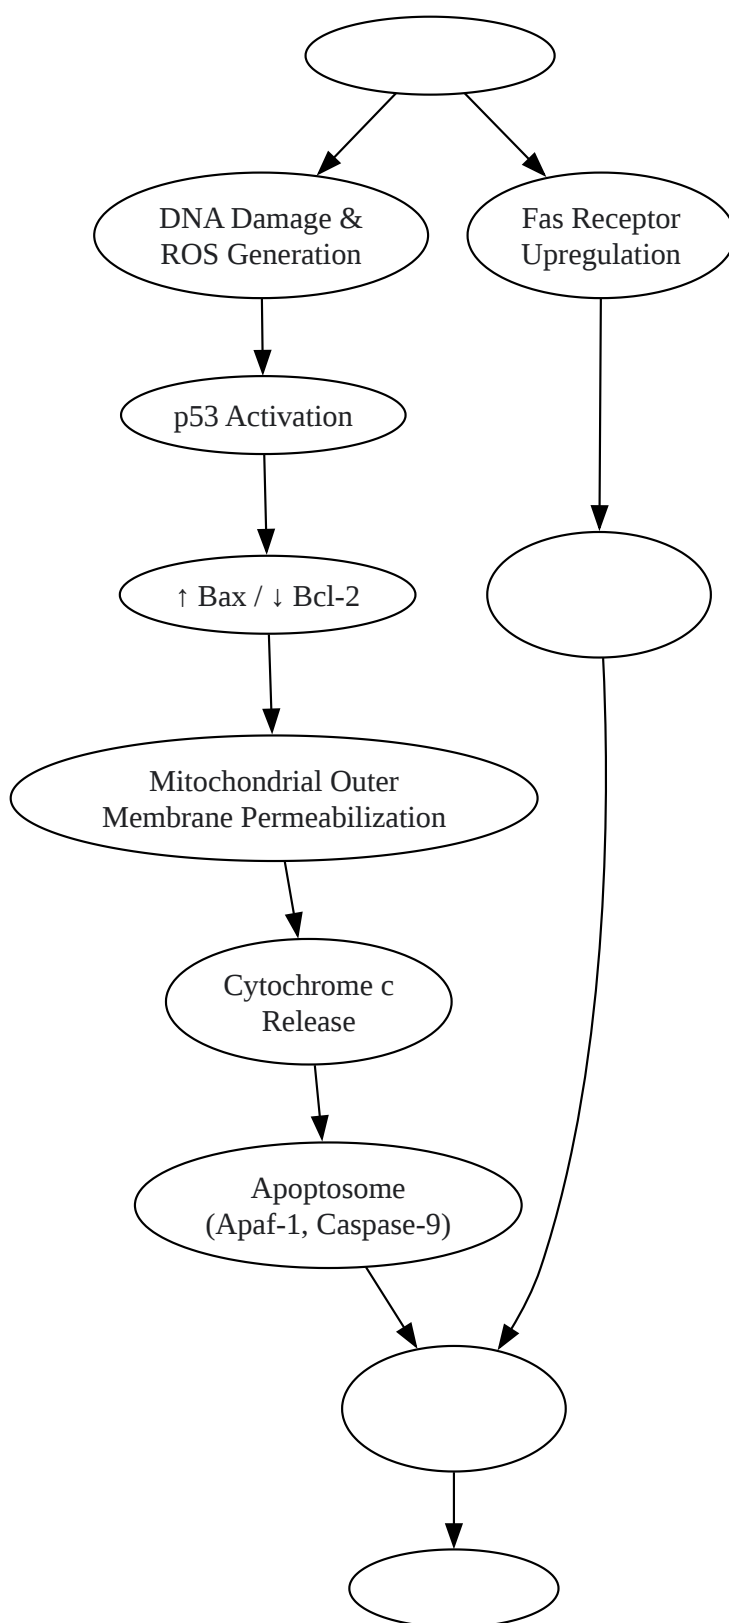 DNA Damage &
ROS Generation
Fas Receptor
Upregulation
p53 Activation
↑ Bax / ↓ Bcl-2
Mitochondrial Outer
Membrane Permeabilization
Cytochrome c
Release
Apoptosome
(Apaf-1, Caspase-9)